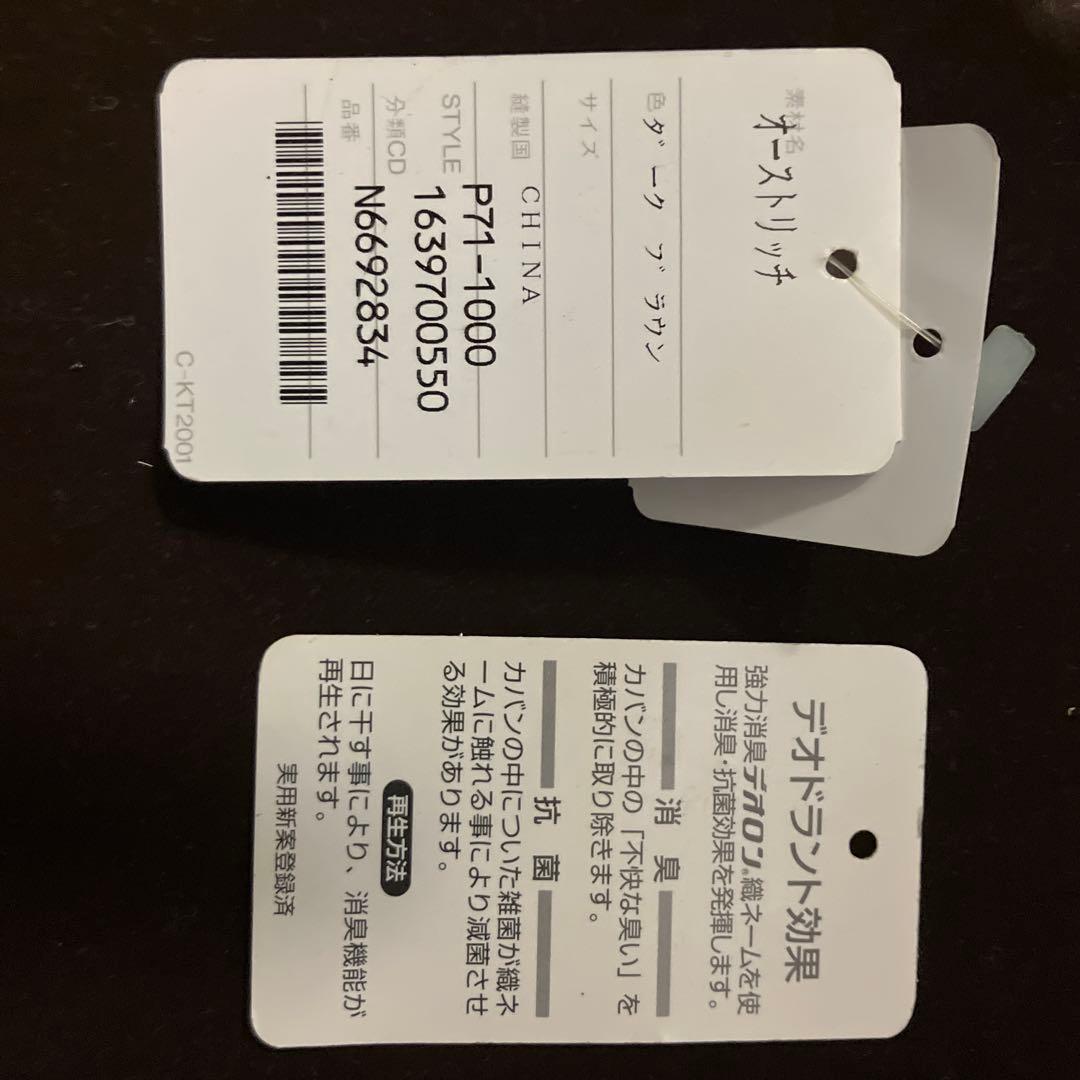 素材名
オーストリッチ
色 ダーク ブラウン
サイズ
縫製国 CHINA
STYLE P71-1000
分類CD 1639700550
品番 N6692834
C-KT2001
デオドラント効果
強力消臭デオロン®織ネームを使
用し消臭・抗菌効果を発揮します。
消臭
カバンの中の「不快な臭い」を
積極的に取り除きます。
抗菌
カバンの中についた雑菌が織ネ
ームに触れる事により減菌させ
る効果があります。
再生方法
日に干す事により、消臭機能が
再生されます。
実用新案登録済